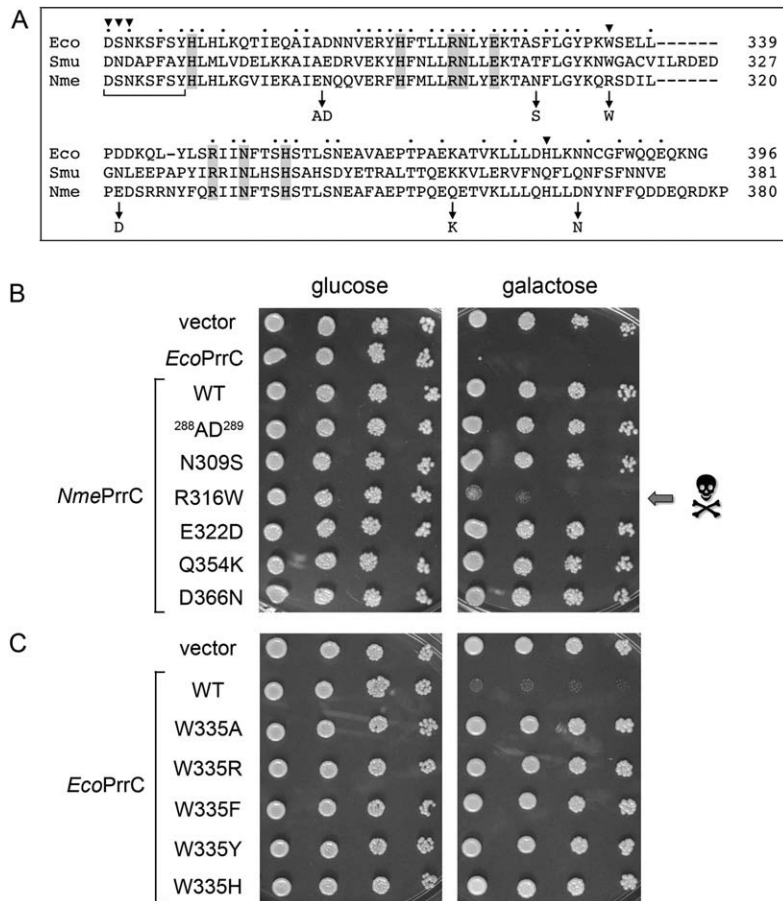 A
Eco DSNKSFSYHLHLKQTIEQAIADNNVERYHFTLLRNLYEKTASFLGYPKWSELL------ 339
Smu DNDAPFAYHLMLVDELKKAIAEGKVERYHFNLLRNLLEKTATFLGYKNWGACVILRDED 327
Nme DSNKSFSYHLHLKGVIEKAIENQQVERFHFMLLRNLYEKTANFLGYKQRSDIL------ 320
AD S W
Eco PDDKQL-YLSRIINFTSHSTLSNEAVAEPTPAEKATVKLLLDHLKNNCGFWQQEQKNG 396
Smu GNLEEPAPYIRRINLHSHSAHSDYETRALTTQEKKVLERVFNQFLQNFSFNNVE 381
Nme PEDSRRNYFQRIINFTSHSTLSNEAFAEPTPQEQETVKLLLQHLLDNYNFFQDDEQRDKP 380
D K N
B
glucose galactose
vector
EcoPrrC
WT
²⁸⁸AD²⁸⁹
N309S
NmePrrC R316W
E322D
Q354K
D366N
C
vector
WT
W335A
W335R
EcoPrrC W335F
W335Y
W335H